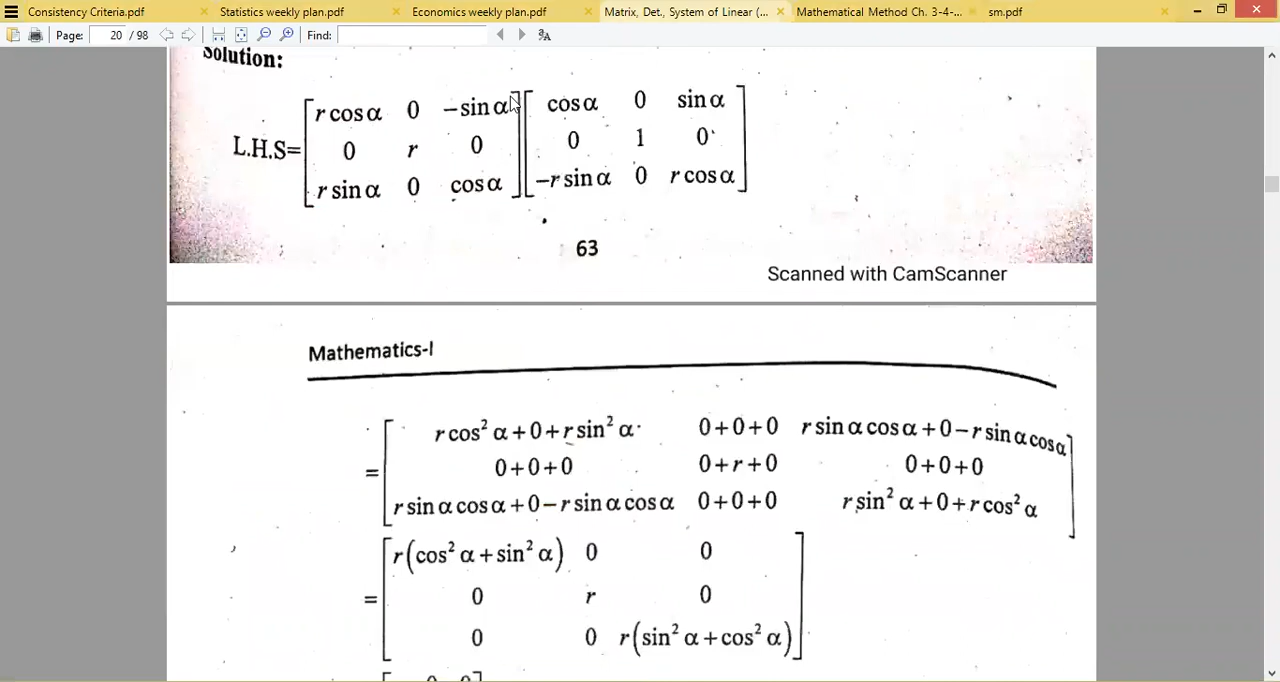 Consistency Criteria.pdf × Statistics weekly plan.pdf × Economics weekly plan.pdf × Matrix, Det., System of Linear (... × Mathematical Method Ch. 3-4-... × sm.pdf ×
Page: 20 / 98 Find:
Solution:
L.H.S= [ r cos α 0 −sin α ] [ cos α 0 sin α ]
[ 0 r 0 ] [ 0 1 0 ]
[ r sin α 0 cos α ] [ −r sin α 0 r cos α ]
63
Scanned with CamScanner
Mathematics-I
= [ r cos² α + 0 + r sin² α 0 + 0 + 0 r sin α cos α + 0 − r sin α cos α ]
[ 0 + 0 + 0 0 + r + 0 0 + 0 + 0 ]
[ r sin α cos α + 0 − r sin α cos α 0 + 0 + 0 r sin² α + 0 + r cos² α ]
= [ r(cos² α + sin² α) 0 0 ]
[ 0 r 0 ]
[ 0 0 r(sin² α + cos² α) ]